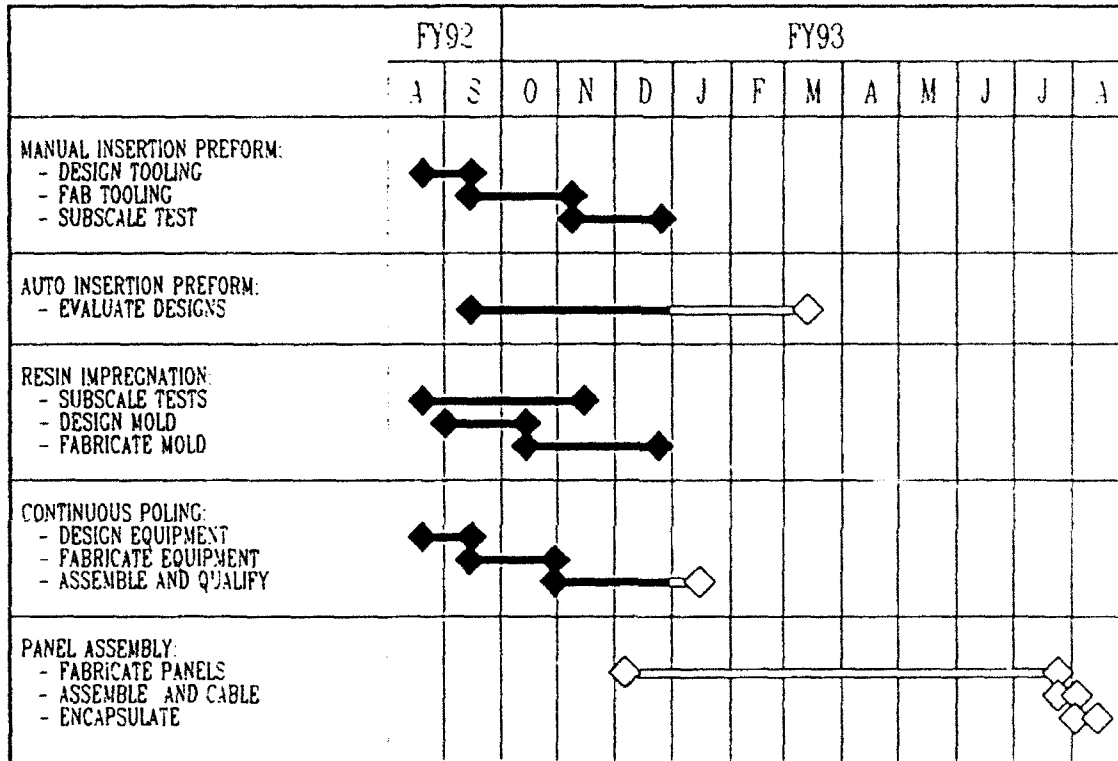 FY92 FY93
A S O N D J F M A M J J A
MANUAL INSERTION PREFORM:
- DESIGN TOOLING
- FAB TOOLING
- SUBSCALE TEST
AUTO INSERTION PREFORM:
- EVALUATE DESIGNS
RESIN IMPREGNATION:
- SUBSCALE TESTS
- DESIGN MOLD
- FABRICATE MOLD
CONTINUOUS POLING:
- DESIGN EQUIPMENT
- FABRICATE EQUIPMENT
- ASSEMBLE AND QUALIFY
PANEL ASSEMBLY:
- FABRICATE PANELS
- ASSEMBLE AND CABLE
- ENCAPSULATE